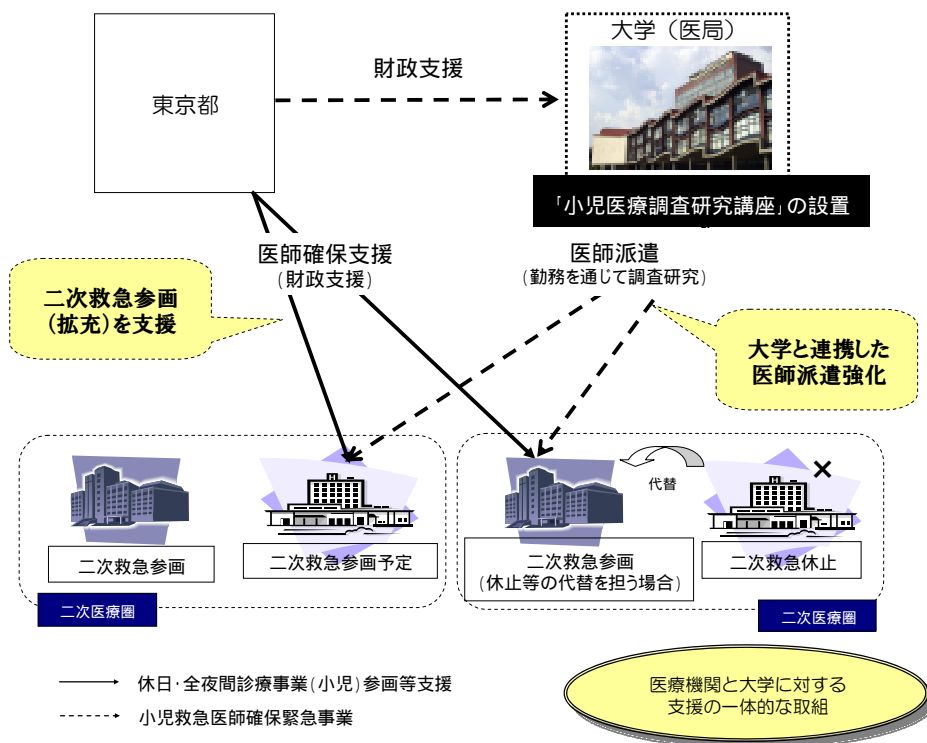 大学（医局）
財政支援
東京都
「小児医療調査研究講座」の設置
医師確保支援
(財政支援)
医師派遣
(勤務を通じて調査研究)
二次救急参画
(拡充)を支援
大学と連携した
医師派遣強化
代替
×
二次救急参画
二次救急参画予定
二次救急参画
(休止等の代替を担う場合)
二次救急休止
二次医療圏
二次医療圏
休日･全夜間診療事業(小児)参画等支援
小児救急医師確保緊急事業
医療機関と大学に対する
支援の一体的な取組